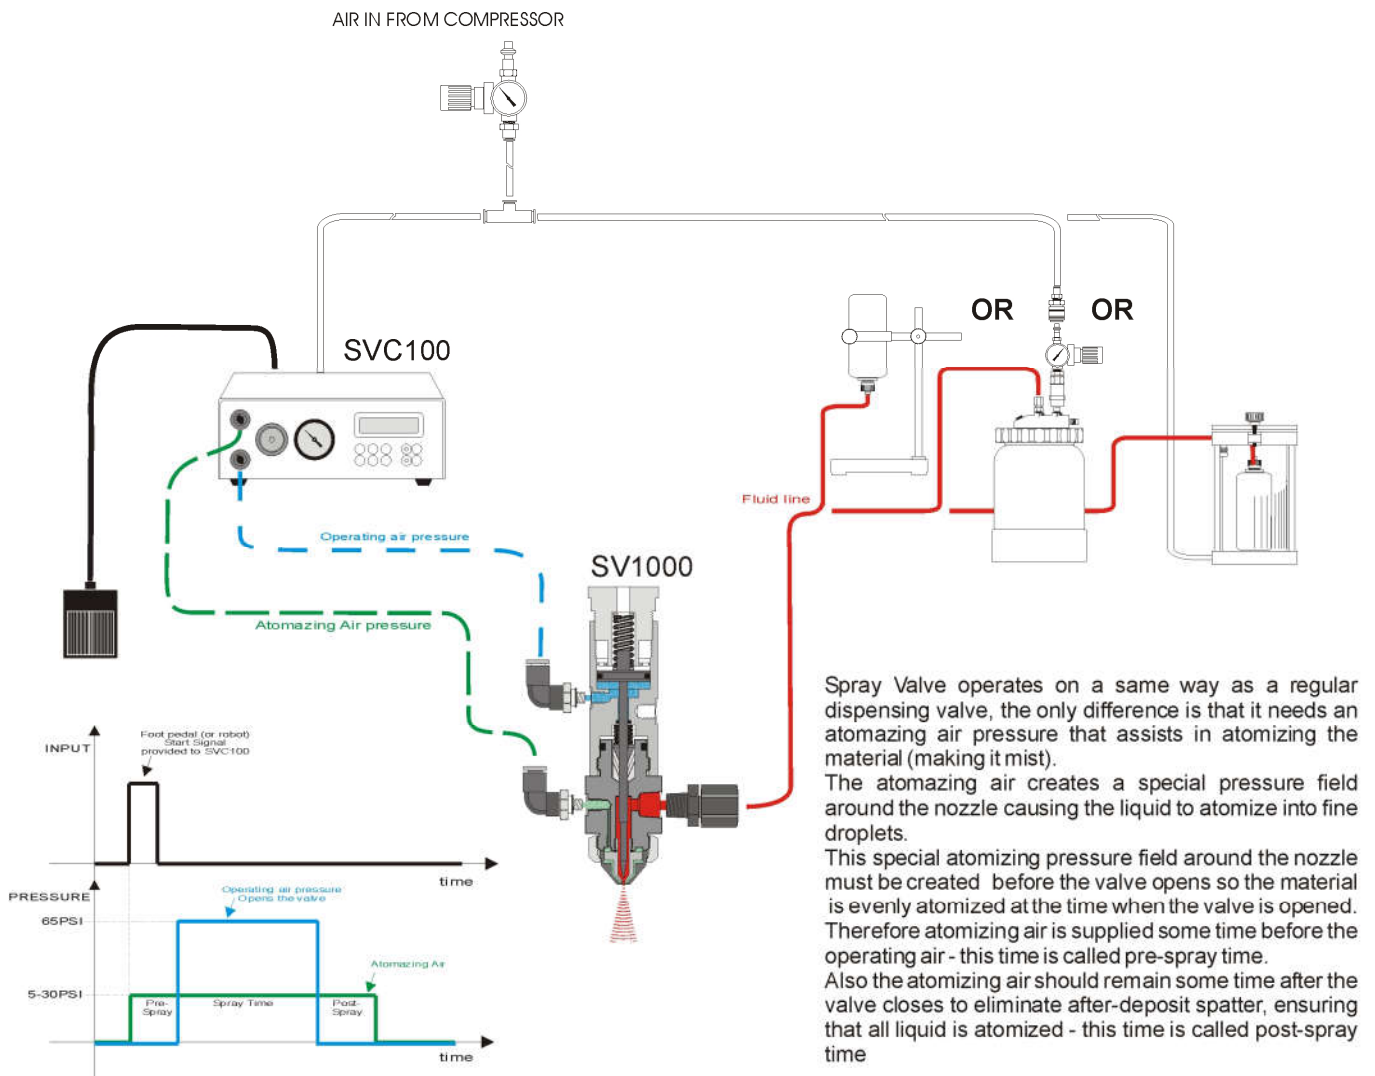 AIR IN FROM COMPRESSOR
OR
OR
SVC100
Fluid line
Operating air pressure
SV1000
Atomazing Air pressure
Spray Valve operates on a same way as a regular
dispensing valve, the only difference is that it needs an
atomazing air pressure that assists in atomizing the
material (making it mist).
The atomazing air creates a special pressure field
around the nozzle causing the liquid to atomize into fine
droplets.
This special atomizing pressure field around the nozzle
must be created before the valve opens so the material
is evenly atomized at the time when the valve is opened.
Therefore atomizing air is supplied some time before the
operating air - this time is called pre-spray time.
Also the atomizing air should remain some time after the
valve closes to eliminate after-deposit spatter, ensuring
that all liquid is atomized - this time is called post-spray
time
INPUT
Foot pedal (or robot)
Start Signal
provided to SVC100
time
PRESSURE
Operating air pressure
Opens the valve
65PSI
Atomazing Air
5-30PSI
Pre-
Spray
Spray Time
Post-
Spray
time